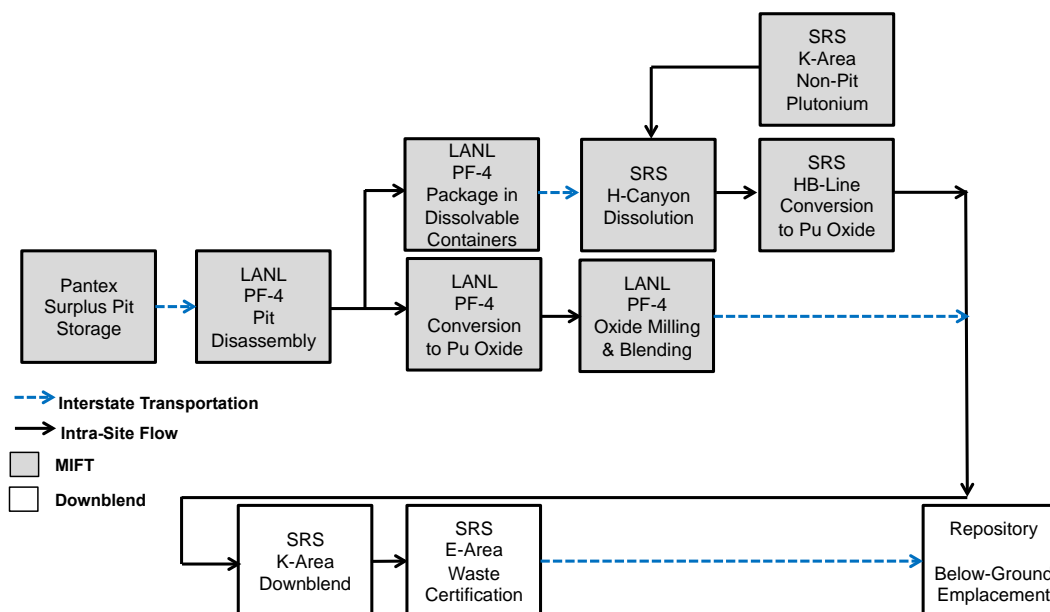 SRS
K-Area
Non-Pit
Plutonium
LANL
PF-4
Package in
Dissolvable
Containers
SRS
H-Canyon
Dissolution
SRS
HB-Line
Conversion
to Pu Oxide
Pantex
Surplus Pit
Storage
LANL
PF-4
Pit
Disassembly
LANL
PF-4
Conversion
to Pu Oxide
LANL
PF-4
Oxide Milling
& Blending
Interstate Transportation
Intra-Site Flow
MIFT
Downblend
SRS
K-Area
Downblend
SRS
E-Area
Waste
Certification
Repository
Below-Ground
Emplacement